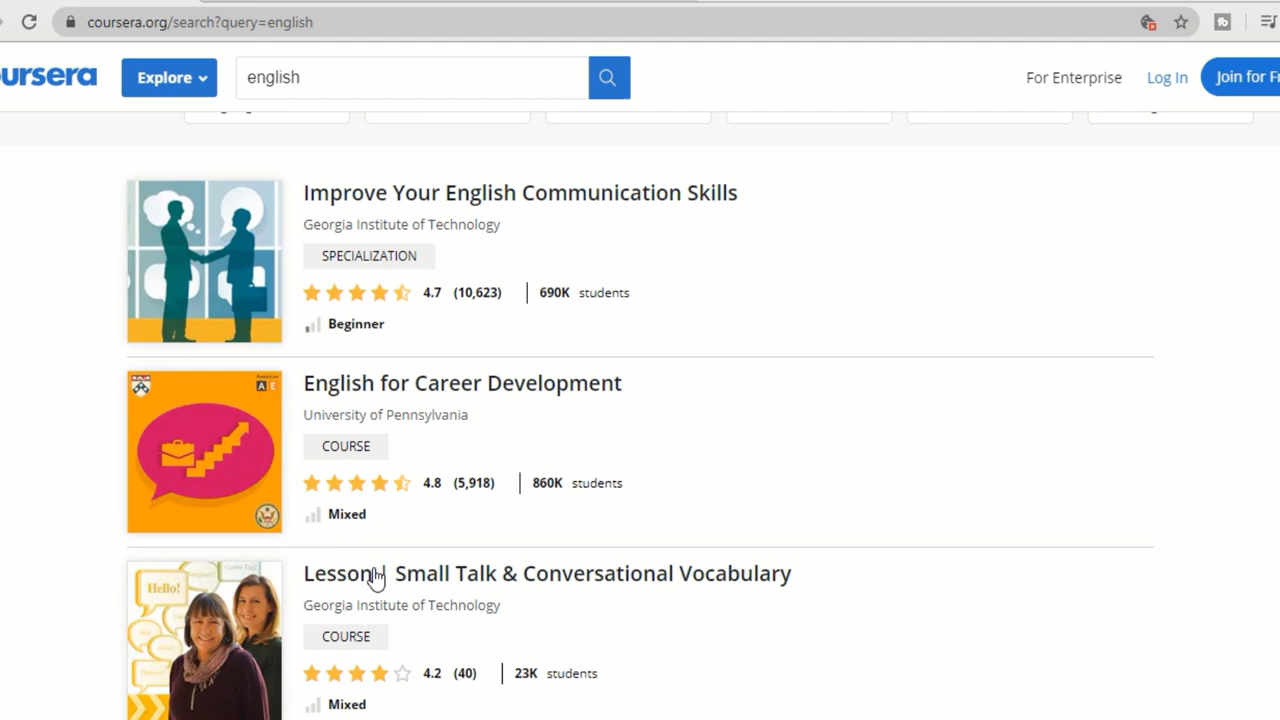 coursera.org/search?query=english
oursera
Explore
english
For Enterprise
Log In
Join for Fr
Improve Your English Communication Skills
Georgia Institute of Technology
SPECIALIZATION
4.7 (10,623) 690K students
Beginner
English for Career Development
University of Pennsylvania
COURSE
4.8 (5,918) 860K students
Mixed
Hello!
Lesson | Small Talk & Conversational Vocabulary
Georgia Institute of Technology
COURSE
4.2 (40) 23K students
Mixed